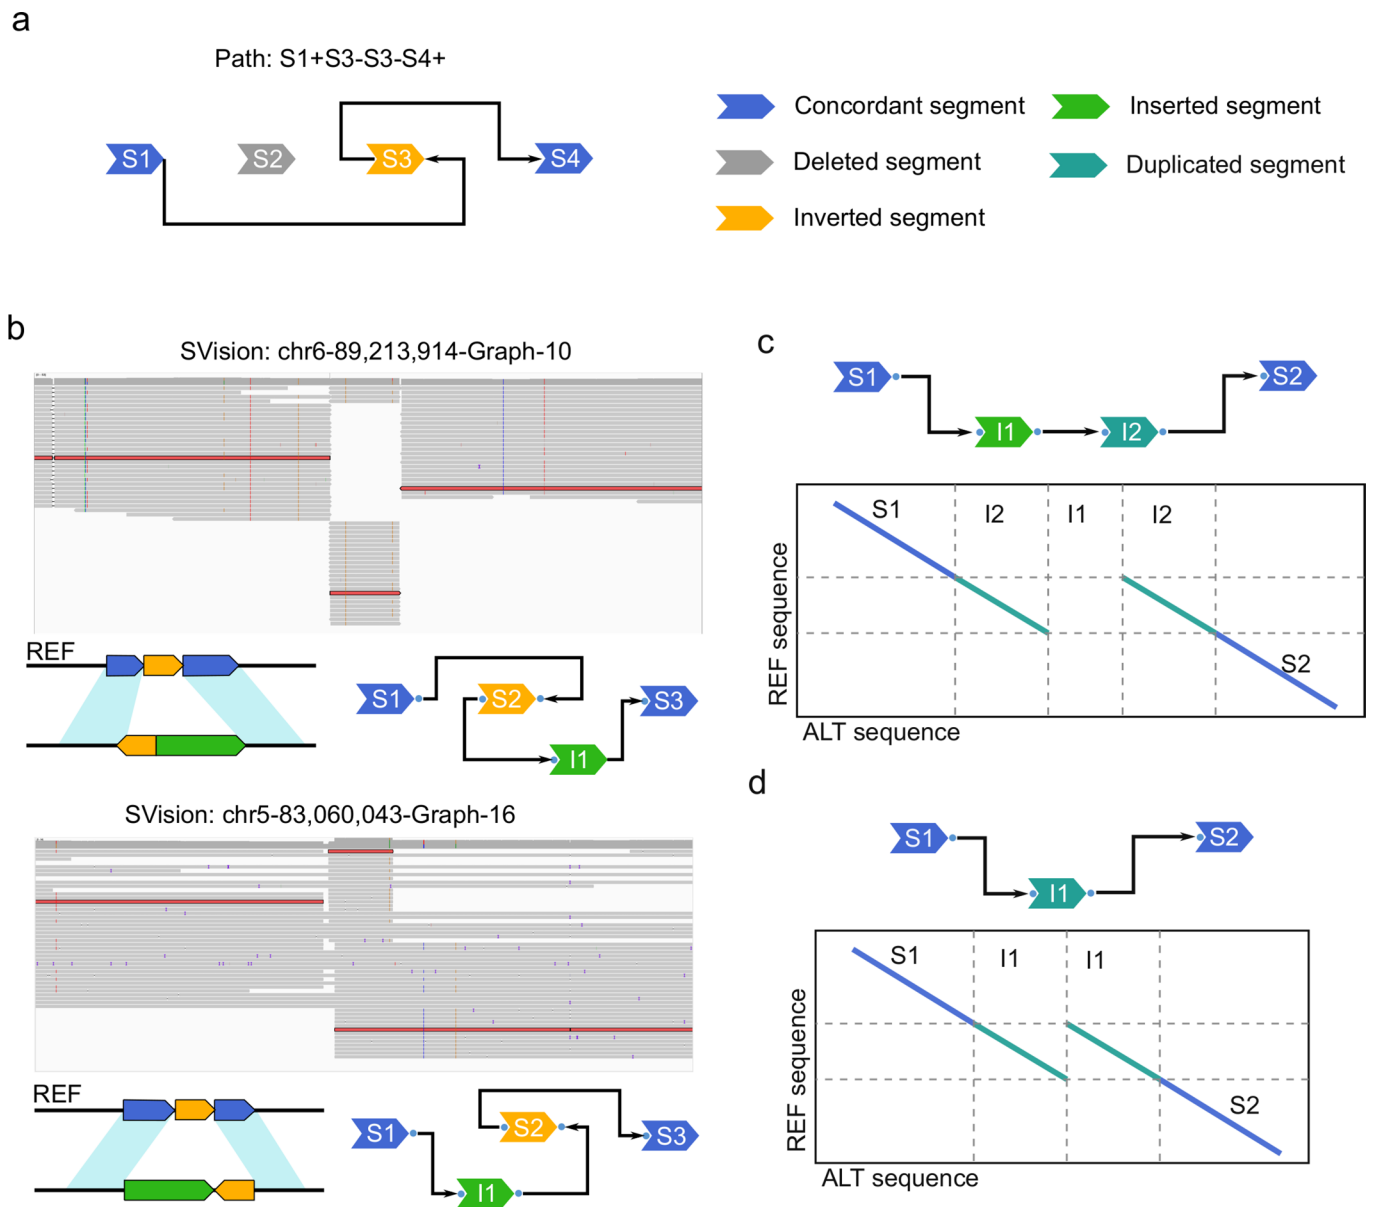 a
Path: S1+S3-S3-S4+
S1 S2 S3 S4
Concordant segment
Inserted segment
Deleted segment
Duplicated segment
Inverted segment
b
SVision: chr6-89,213,914-Graph-10
REF
S1 S2 S3
I1
SVision: chr5-83,060,043-Graph-16
REF
S1 S2 S3
I1
c
S1 S2
I1 I2
S1 I2 I1 I2
S2
REF sequence
ALT sequence
d
S1 S2
I1
S1 I1 I1
S2
REF sequence
ALT sequence